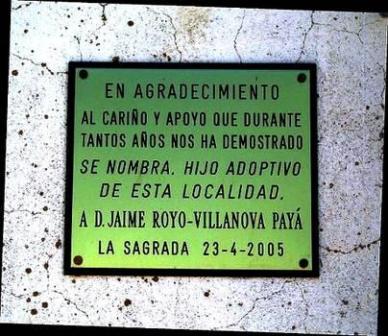 EN AGRADECIMIENTO
AL CARIÑO Y APOYO QUE DURANTE
TANTOS AÑOS NOS HA DEMOSTRADO
SE NOMBRA. HIJO ADOPTIVO
DE ESTA LOCALIDAD.
A D. JAIME ROYO-VILLANOVA PAYÁ
LA SAGRADA 23-4-2005